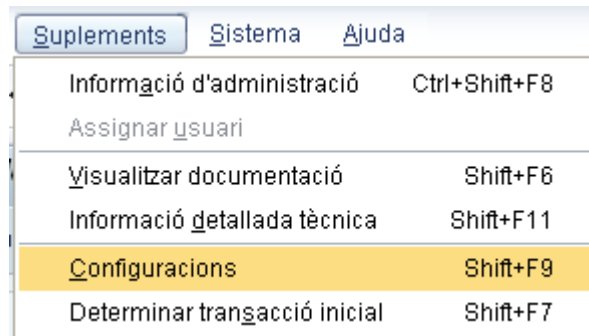 Suplements Sistema Ajuda
Informació d'administració Ctrl+Shift+F8
Assignar usuari
Visualitzar documentació Shift+F6
Informació detallada tècnica Shift+F11
Configuracions Shift+F9
Determinar transacció inicial Shift+F7